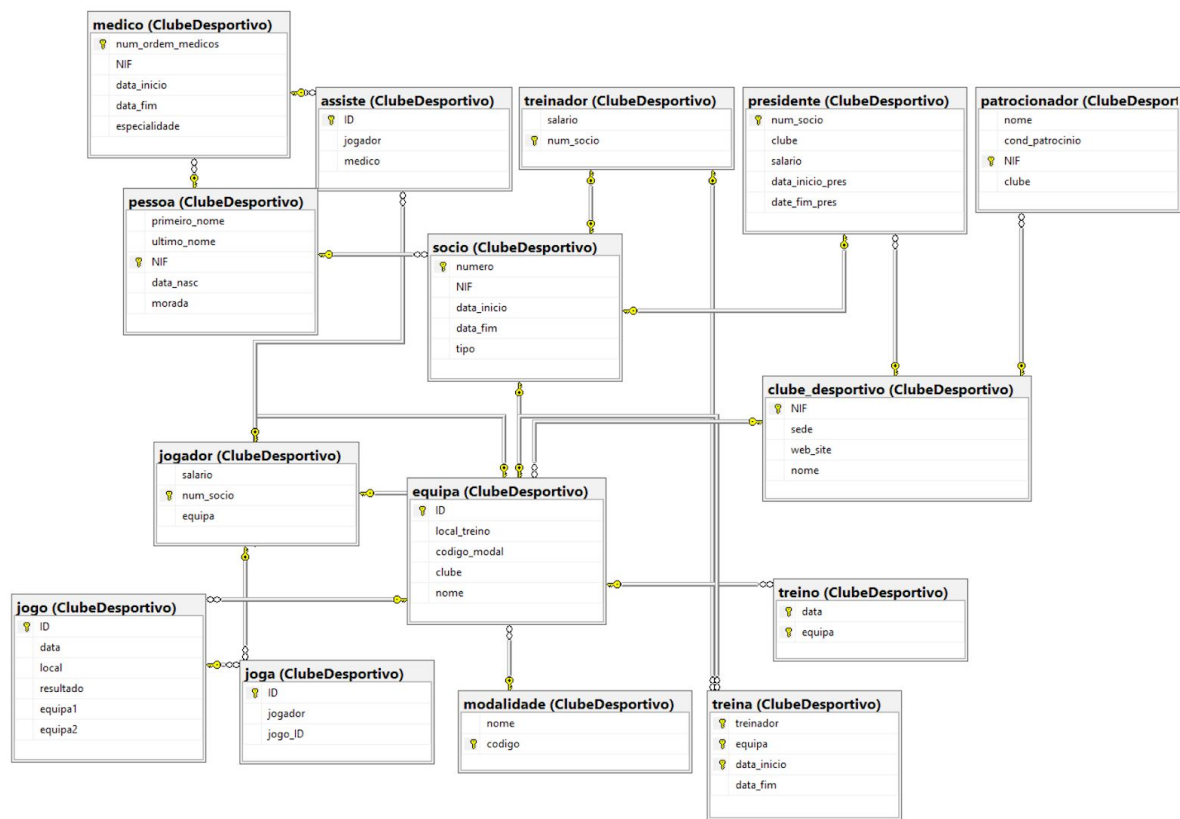 medico (ClubeDesportivo)
num_ordem_medicos
NIF
data_inicio
data_fim
especialidade
assiste (ClubeDesportivo)
ID
jogador
medico
treinador (ClubeDesportivo)
salario
num_socio
presidente (ClubeDesportivo)
num_socio
clube
salario
data_inicio_pres
date_fim_pres
patrocionador (ClubeDesport
nome
cond_patrocinio
NIF
clube
pessoa (ClubeDesportivo)
primeiro_nome
ultimo_nome
NIF
data_nasc
morada
socio (ClubeDesportivo)
numero
NIF
data_inicio
data_fim
tipo
clube_desportivo (ClubeDesportivo)
NIF
sede
web_site
nome
jogador (ClubeDesportivo)
salario
num_socio
equipa
equipa (ClubeDesportivo)
ID
local_treino
codigo_modal
clube
nome
treino (ClubeDesportivo)
data
equipa
jogo (ClubeDesportivo)
ID
data
local
resultado
equipa1
equipa2
joga (ClubeDesportivo)
ID
jogador
jogo_ID
modalidade (ClubeDesportivo)
nome
codigo
treina (ClubeDesportivo)
treinador
equipa
data_inicio
data_fim